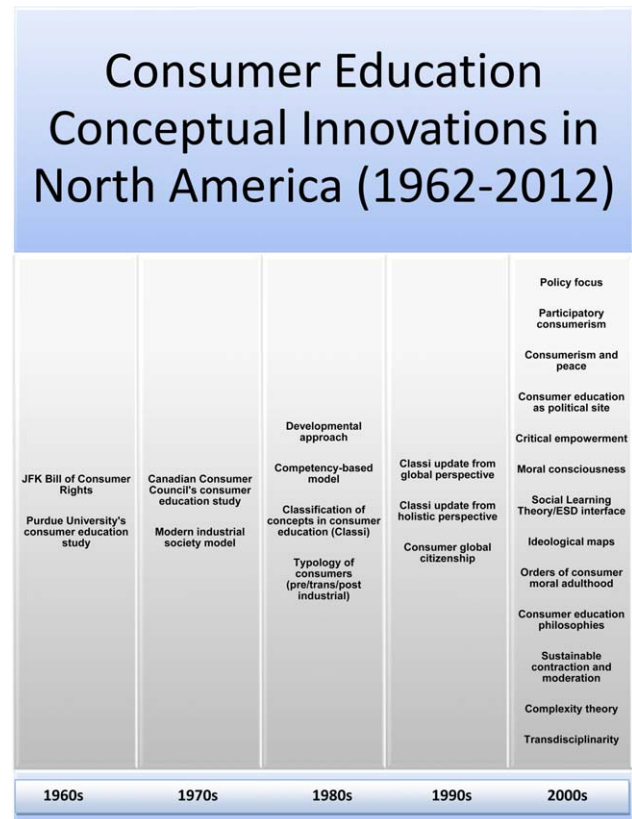 Consumer Education
Conceptual Innovations in
North America (1962-2012)
JFK Bill of Consumer
Rights
Purdue University's
consumer education
study
Canadian Consumer
Council's consumer
education study
Modern industrial
society model
Developmental
approach
Competency-based
model
Classification of
concepts in consumer
education (Classi)
Typology of
consumers
(pre/trans/post
industrial)
Classi update from
global perspective
Classi update from
holistic perspective
Consumer global
citizenship
Policy focus
Participatory
consumerism
Consumerism and
peace
Consumer education
as political site
Critical empowerment
Moral consciousness
Social Learning
Theory/ESD interface
Ideological maps
Orders of consumer
moral adulthood
Consumer education
philosophies
Sustainable
contraction and
moderation
Complexity theory
Transdisciplinarity
1960s
1970s
1980s
1990s
2000s